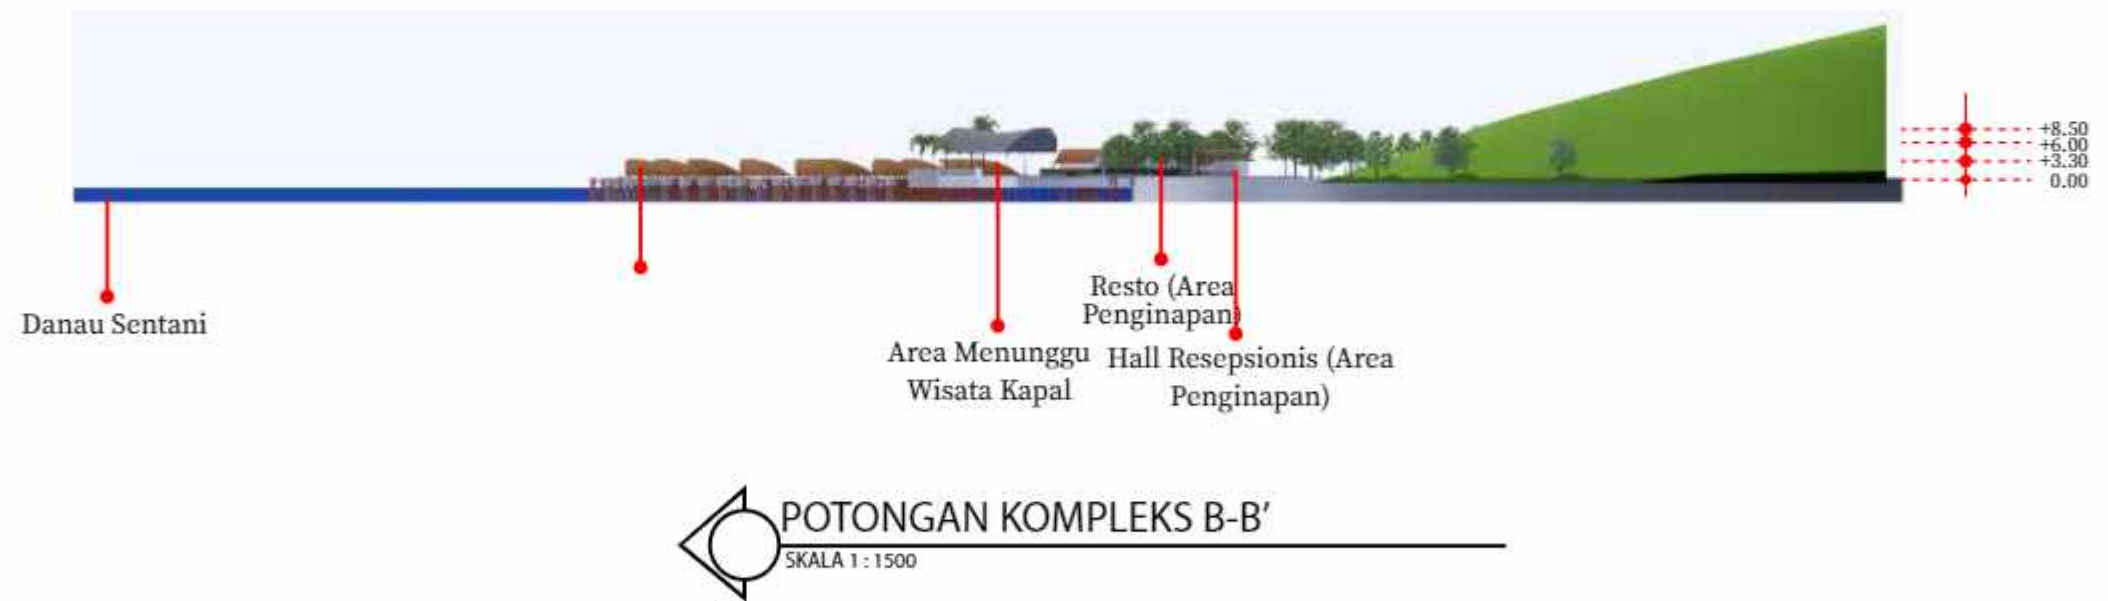 +8.50
+6.00
+3.30
0.00
Danau Sentani
Resto (Area
Penginapan)
Area Menunggu
Wisata Kapal
Hall Resepsionis (Area
Penginapan)
POTONGAN KOMPLEKS B-B’
SKALA 1 : 1500